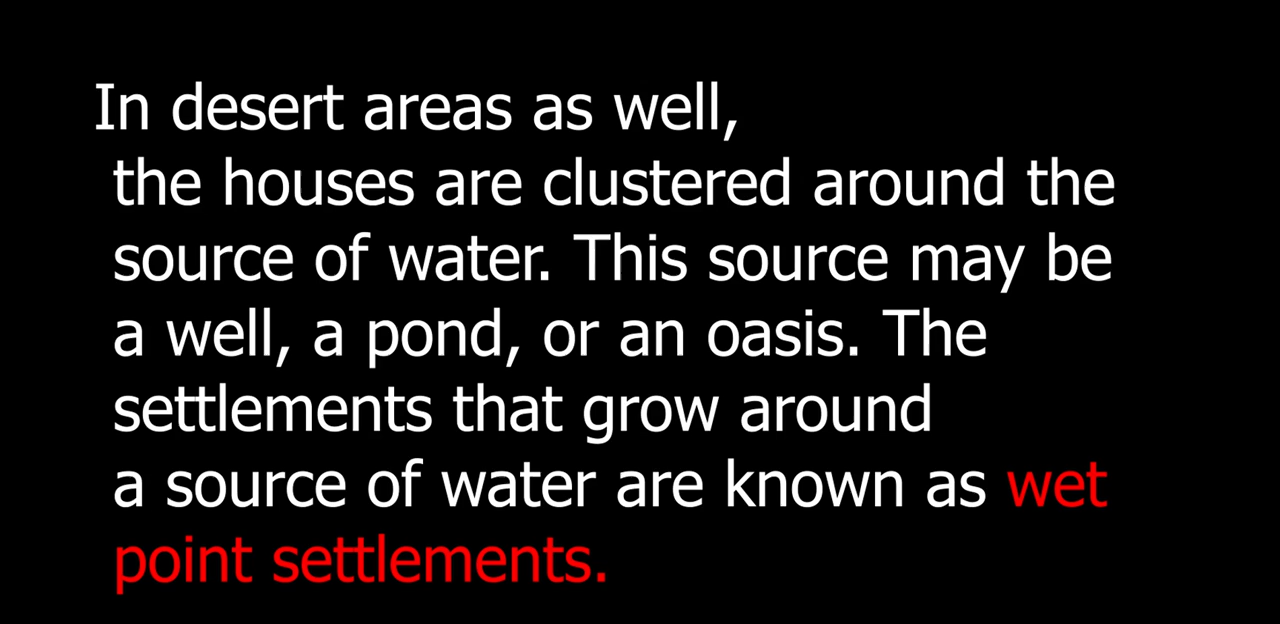 In desert areas as well,
the houses are clustered around the
source of water. This source may be
a well, a pond, or an oasis. The
settlements that grow around
a source of water are known as wet
point settlements.